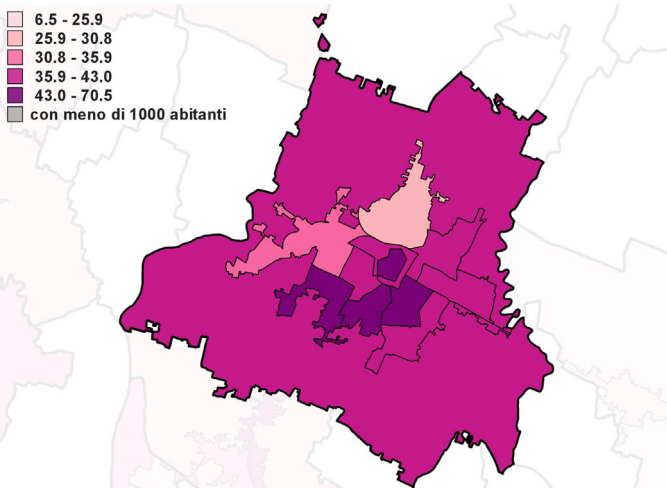 6.5 - 25.9
25.9 - 30.8
30.8 - 35.9
35.9 - 43.0
43.0 - 70.5
con meno di 1000 abitanti